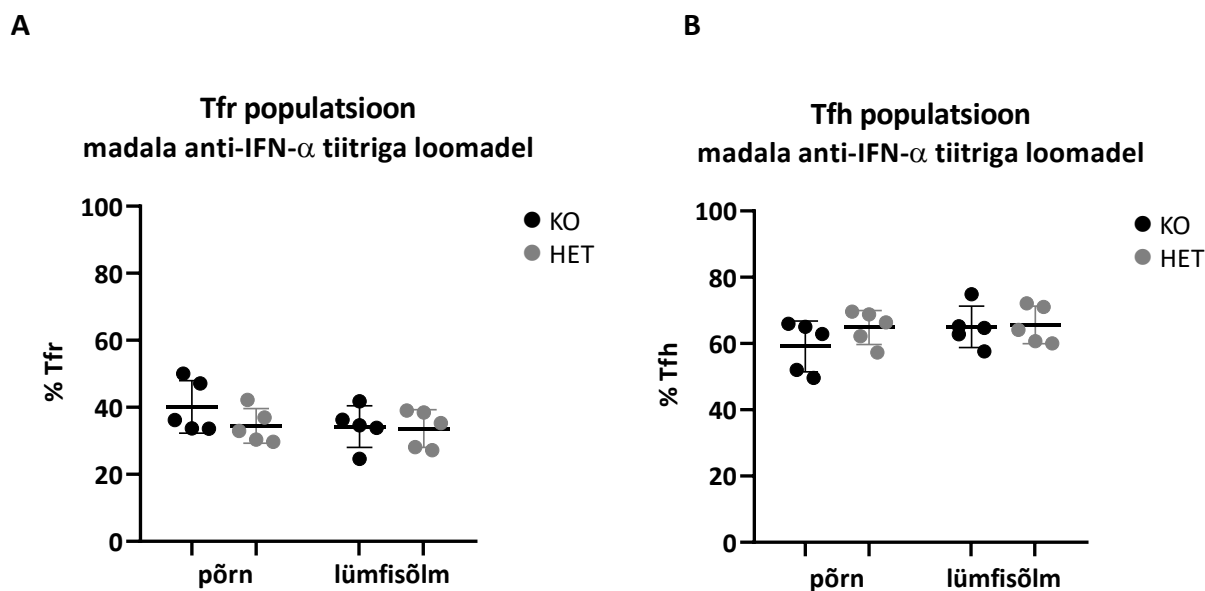 A
Tfr populatsioon
madala anti-IFN-α tiitriga loomadel
100
80
60
40
20
0
% Tfr
KO
HET
põrn
lümfisõlm
B
Tfh populatsioon
madala anti-IFN-α tiitriga loomadel
100
80
60
40
20
0
% Tfh
KO
HET
põrn
lümfisõlm